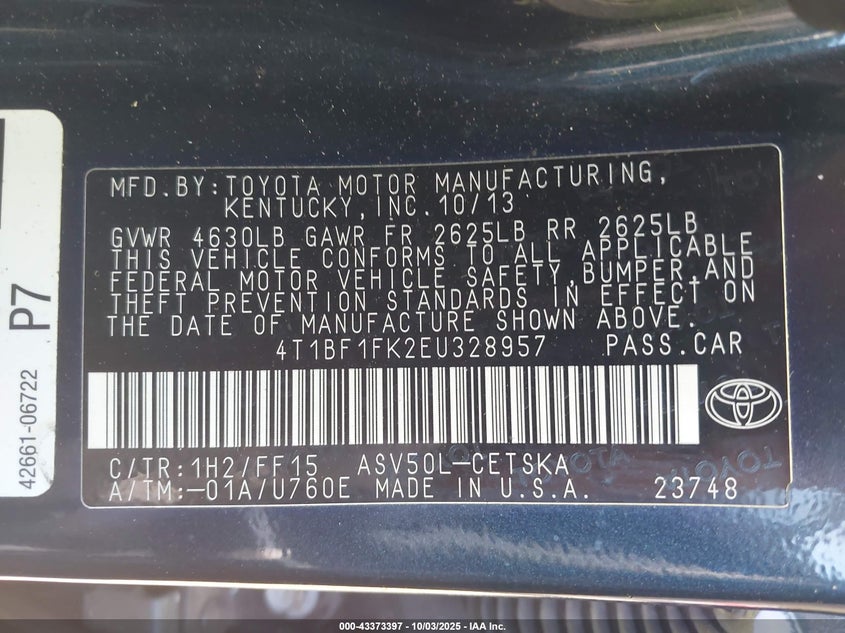 P7
42661-06722
MFD.BY:TOYOTA MOTOR MANUFACTURING,
KENTUCKY,INC.10/13
GVWR 4630LB GAWR FR 2625LB RR 2625LB
THIS VEHICLE CONFORMS TO ALL APPLICABLE
FEDERAL MOTOR VEHICLE SAFETY,BUMPER,AND
THEFT PREVENTION STANDARDS IN EFFECT ON
THE DATE OF MANUFACTURE SHOWN ABOVE.
4T1BF1FK2EU328957 PASS.CAR
C/TR:1H2/FF15 ASV50L-CETSKA
A/TM:-01A/U760E MADE IN U.S.A. 23748
TOYOTA
TOYOTA
000-43373397 - 10/03/2025 - IAA Inc.